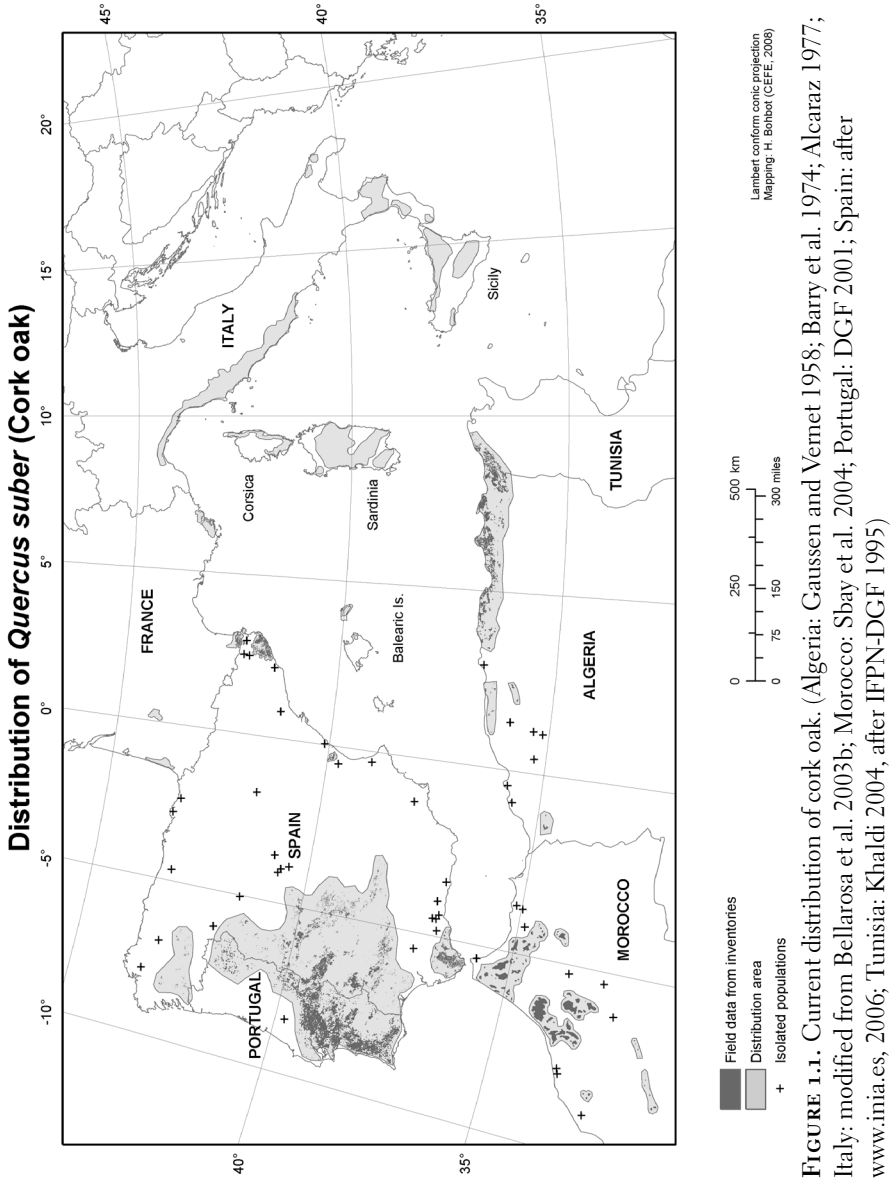 Distribution of Quercus suber (Cork oak)
-10°
-5°
0°
5°
10°
15°
20°
45°
40°
35°
40°
35°
FRANCE
ITALY
Corsica
Sardinia
Sicily
Balearic Is.
SPAIN
PORTUGAL
MOROCCO
ALGERIA
TUNISIA
Field data from inventories
Distribution area
+ Isolated populations
0 250 500 km
0 75 150 300 miles
Lambert conform conic projection
Mapping: H. Bohbot (CEFE, 2008)
FIGURE 1.1. Current distribution of cork oak. (Algeria: Gaussen and Vernet 1958; Barry et al. 1974; Alcaraz 1977;
Italy: modified from Bellarosa et al. 2003b; Morocco: Sbay et al. 2004; Portugal: DGF 2001; Spain: after
www.inia.es, 2006; Tunisia: Khaldi 2004, after IFPN-DGF 1995)